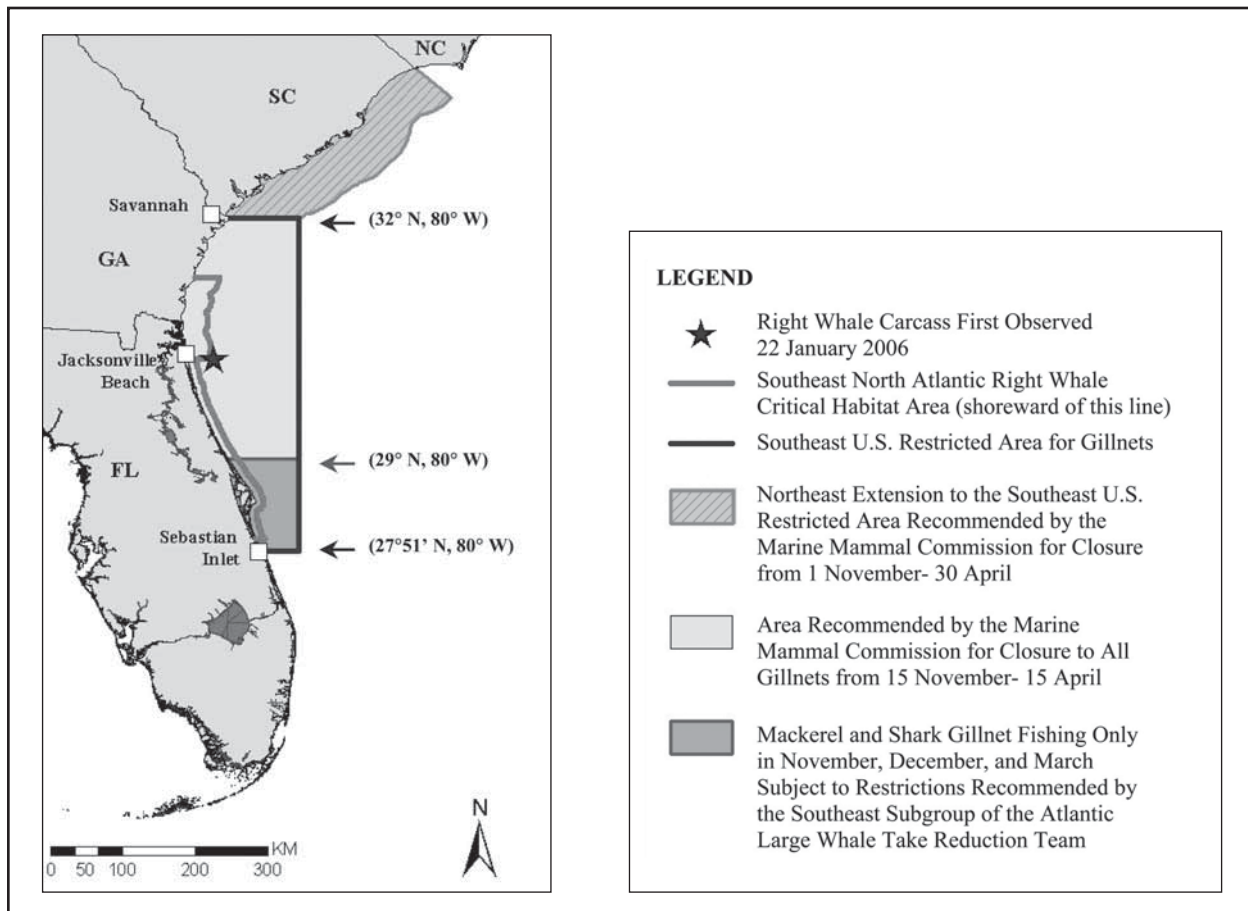 NC
SC
Savannah
(32° N, 80° W)
GA
Jacksonville
Beach
(29° N, 80° W)
FL
Sebastian
Inlet
(27°51’ N, 80° W)
N
KM
0 50 100 200 300
LEGEND
Right Whale Carcass First Observed
22 January 2006
Southeast North Atlantic Right Whale
Critical Habitat Area (shoreward of this line)
Southeast U.S. Restricted Area for Gillnets
Northeast Extension to the Southeast U.S.
Restricted Area Recommended by the
Marine Mammal Commission for Closure
from 1 November- 30 April
Area Recommended by the Marine
Mammal Commission for Closure to All
Gillnets from 15 November- 15 April
Mackerel and Shark Gillnet Fishing Only
in November, December, and March
Subject to Restrictions Recommended by
the Southeast Subgroup of the Atlantic
Large Whale Take Reduction Team